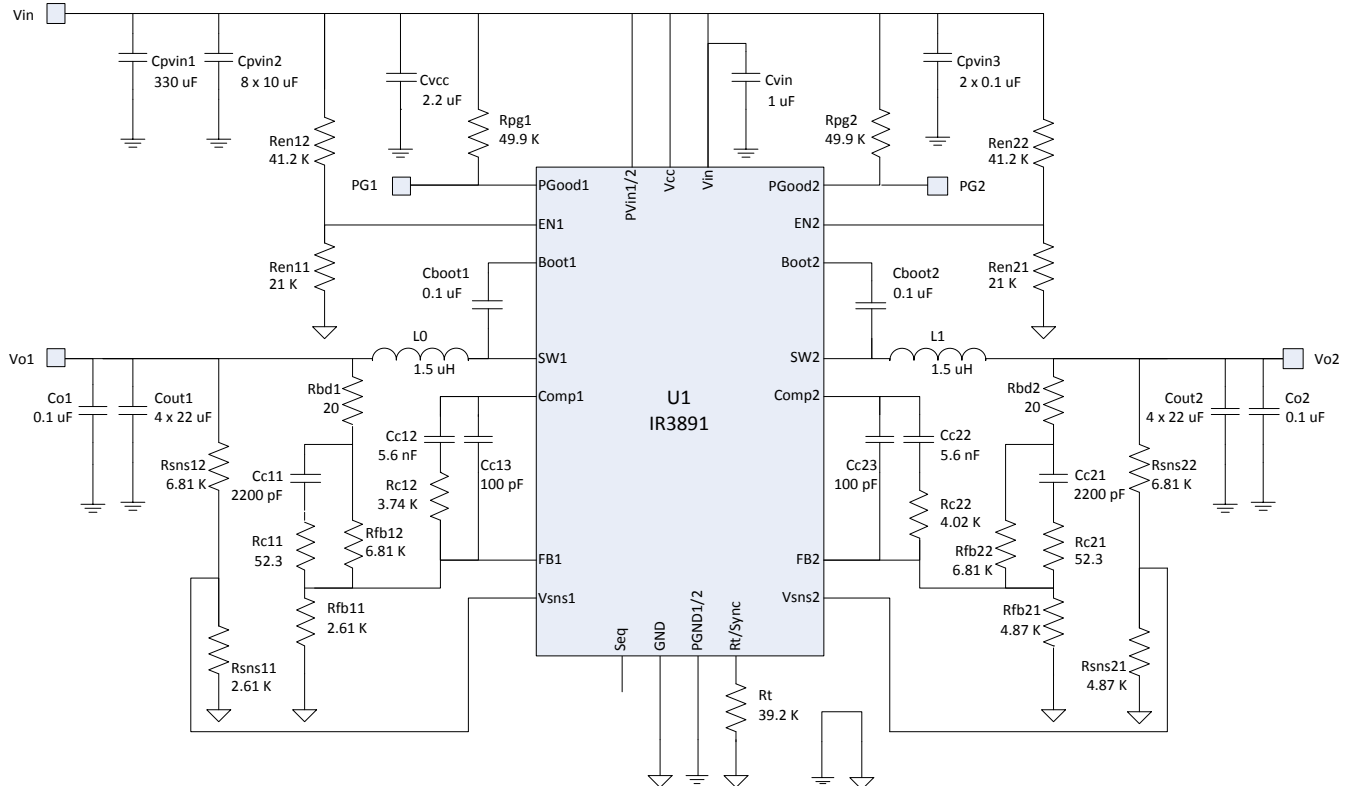 Vin
Cpvin1
330 uF
Cpvin2
8 x 10 uF
Cvcc
2.2 uF
Cvin
1 uF
Cpvin3
2 x 0.1 uF
Ren12
41.2 K
Rpg1
49.9 K
Rpg2
49.9 K
Ren22
41.2 K
PG1
PGood1
PVin1/2
Vcc
Vin
PGood2
PG2
EN1
EN2
Ren11
21 K
Boot1
Cboot1
0.1 uF
Boot2
Cboot2
0.1 uF
Ren21
21 K
Vo1
L0
1.5 uH
SW1
SW2
L1
1.5 uH
Vo2
Co1
0.1 uF
Cout1
4 x 22 uF
Rbd1
20
Comp1
U1
IR3891
Comp2
Rbd2
20
Cout2
4 x 22 uF
Co2
0.1 uF
Rsns12
6.81 K
Cc11
2200 pF
Cc12
5.6 nF
Cc13
100 pF
Rc12
3.74 K
Cc23
100 pF
Cc22
5.6 nF
Cc21
2200 pF
Rsns22
6.81 K
Rc11
52.3
Rfb12
6.81 K
Rc22
4.02 K
Rfb22
6.81 K
Rc21
52.3
FB1
FB2
Vsns1
Vsns2
Rfb11
2.61 K
Rfb21
4.87 K
Rsns11
2.61 K
Rsns21
4.87 K
Seq
GND
PGND1/2
Rt/Sync
Rt
39.2 K